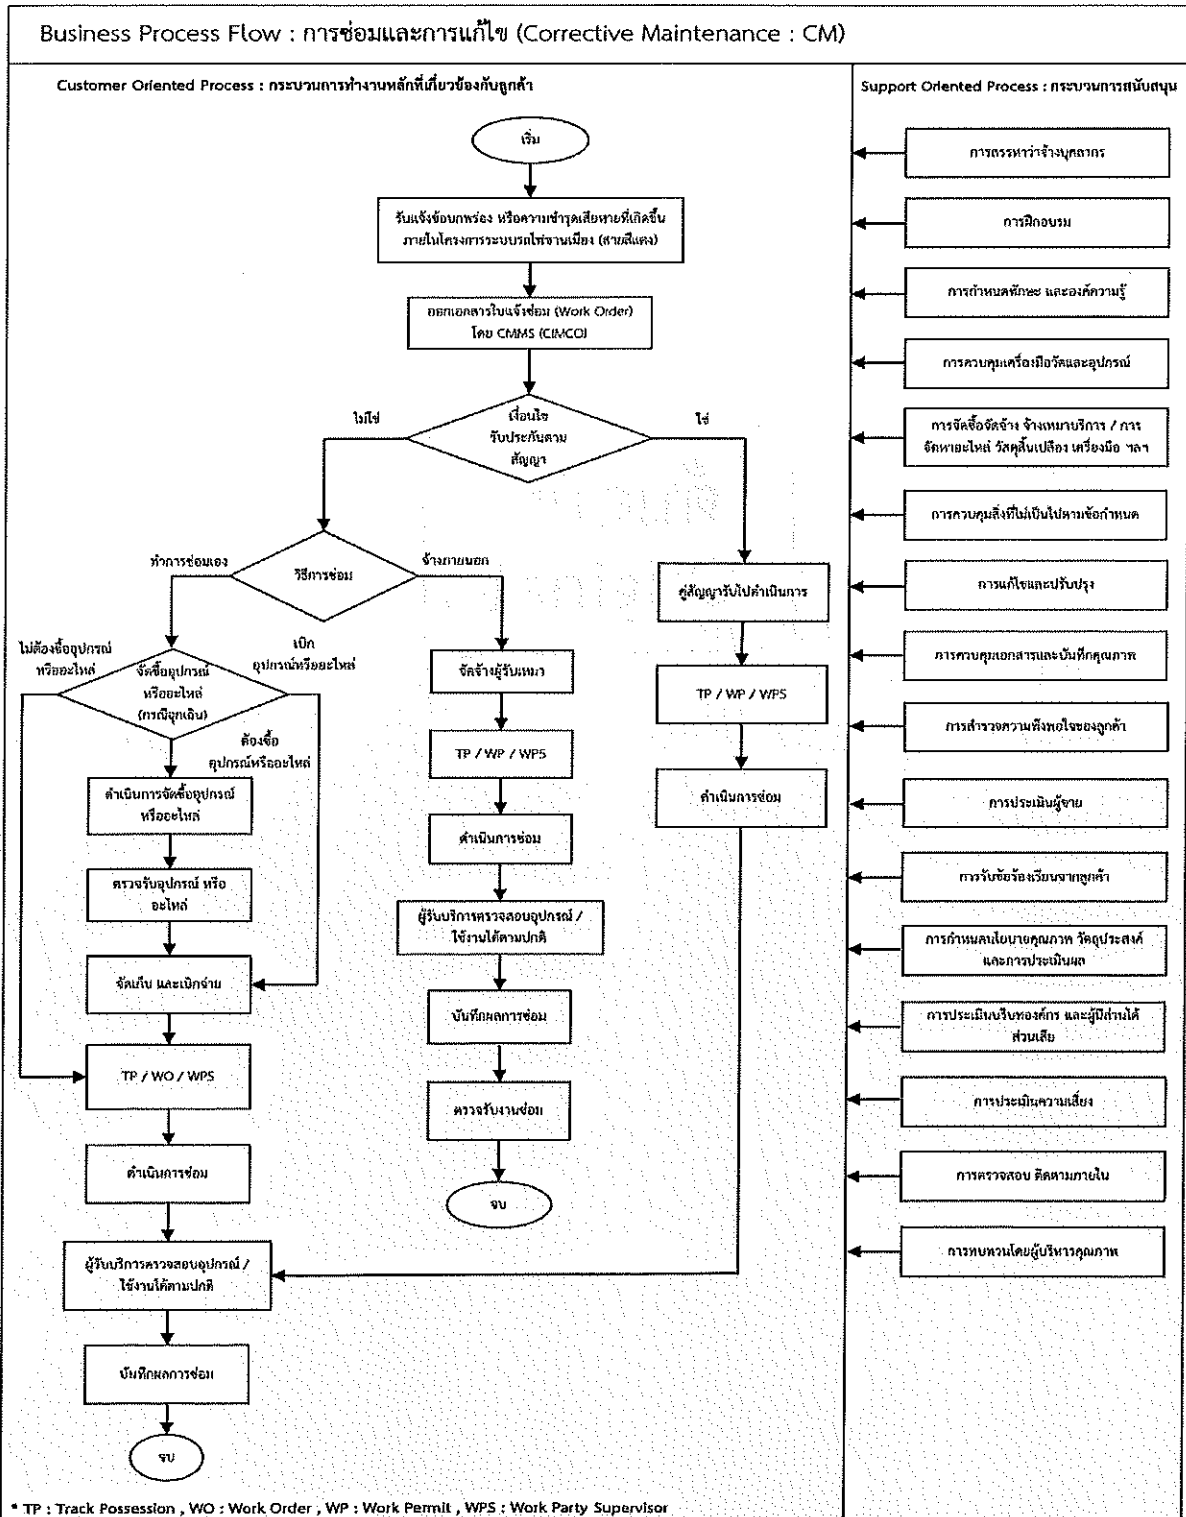 Business Process Flow : การซ่อมและการแก้ไข (Corrective Maintenance : CM)
Customer Oriented Process : กระบวนการทำงานหลักที่เกี่ยวข้องกับลูกค้า
เริ่ม
รับแจ้งข้อบกพร่อง หรือความชำรุดเสียหายที่เกิดขึ้น
ภายในโครงการระบบรถไฟชานเมือง (สายสีแดง)
ออกเอกสารใบแจ้งซ่อม (Work Order)
โดย CMMS (CIMCO)
ไม่ใช่
เงื่อนไข
รับประกันตาม
สัญญา
ใช่
ทำการซ่อมเอง
วิธีการซ่อม
จ้างภายนอก
คู่สัญญารับไปดำเนินการ
ไม่ต้องซื้ออุปกรณ์
หรืออะไหล่
เบิก
อุปกรณ์หรืออะไหล่
จัดซื้ออุปกรณ์
หรืออะไหล่
(กรณีฉุกเฉิน)
ต้องซื้อ
อุปกรณ์หรืออะไหล่
จัดจ้างผู้รับเหมา
TP / WP / WPS
TP / WP / WPS
ดำเนินการจัดซื้ออุปกรณ์
หรืออะไหล่
ดำเนินการซ่อม
ดำเนินการซ่อม
ตรวจรับอุปกรณ์ หรือ
อะไหล่
ผู้รับบริการตรวจสอบอุปกรณ์ /
ใช้งานได้ตามปกติ
จัดเก็บ และเบิกจ่าย
บันทึกผลการซ่อม
TP / WO / WPS
ตรวจรับงานซ่อม
ดำเนินการซ่อม
จบ
ผู้รับบริการตรวจสอบอุปกรณ์ /
ใช้งานได้ตามปกติ
บันทึกผลการซ่อม
จบ
* TP : Track Possession , WO : Work Order , WP : Work Permit , WPS : Work Party Supervisor
Support Oriented Process : กระบวนการสนับสนุน
การสรรหาว่าจ้างบุคลากร
การฝึกอบรม
การกำหนดทักษะ และองค์ความรู้
การควบคุมเครื่องมือวัดและอุปกรณ์
การจัดซื้อจัดจ้าง จ้างเหมาบริการ / การ
จัดหาอะไหล่ วัสดุสิ้นเปลือง เครื่องมือ ฯลฯ
การควบคุมสิ่งที่ไม่เป็นไปตามข้อกำหนด
การแก้ไขและปรับปรุง
การควบคุมเอกสารและบันทึกคุณภาพ
การสำรวจความพึงพอใจของลูกค้า
การประเมินผู้ขาย
การรับข้อร้องเรียนจากลูกค้า
การกำหนดนโยบายคุณภาพ วัตถุประสงค์
และการประเมินผล
การประเมินบริบทองค์กร และผู้มีส่วนได้
ส่วนเสีย
การประเมินความเสี่ยง
การตรวจสอบ ติดตามภายใน
การทบทวนโดยผู้บริหารคุณภาพ